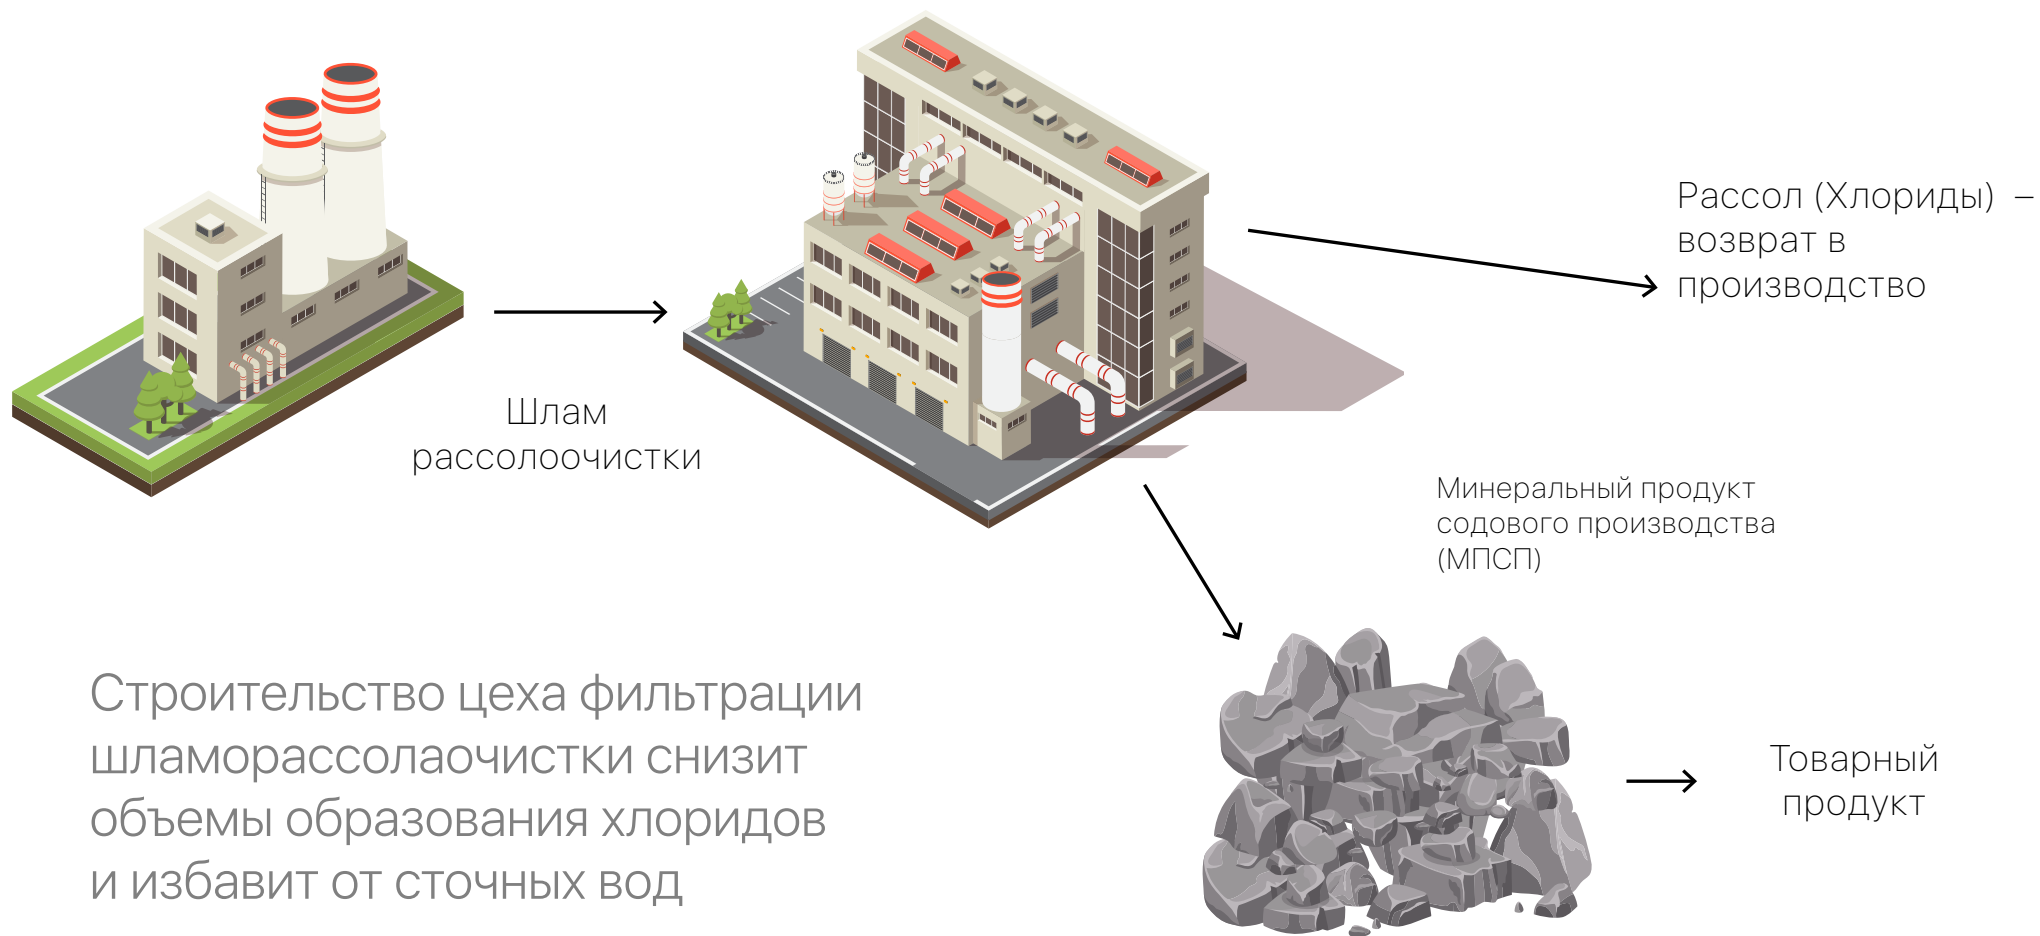 Рассол (Хлориды) –
возврат в
производство
Шлам
рассолоочистки
Минеральный продукт
содового производства
(МПСП)
Строительство цеха фильтрации
шламорассолаочистки снизит
объемы образования хлоридов
и избавит от сточных вод
Товарный
продукт